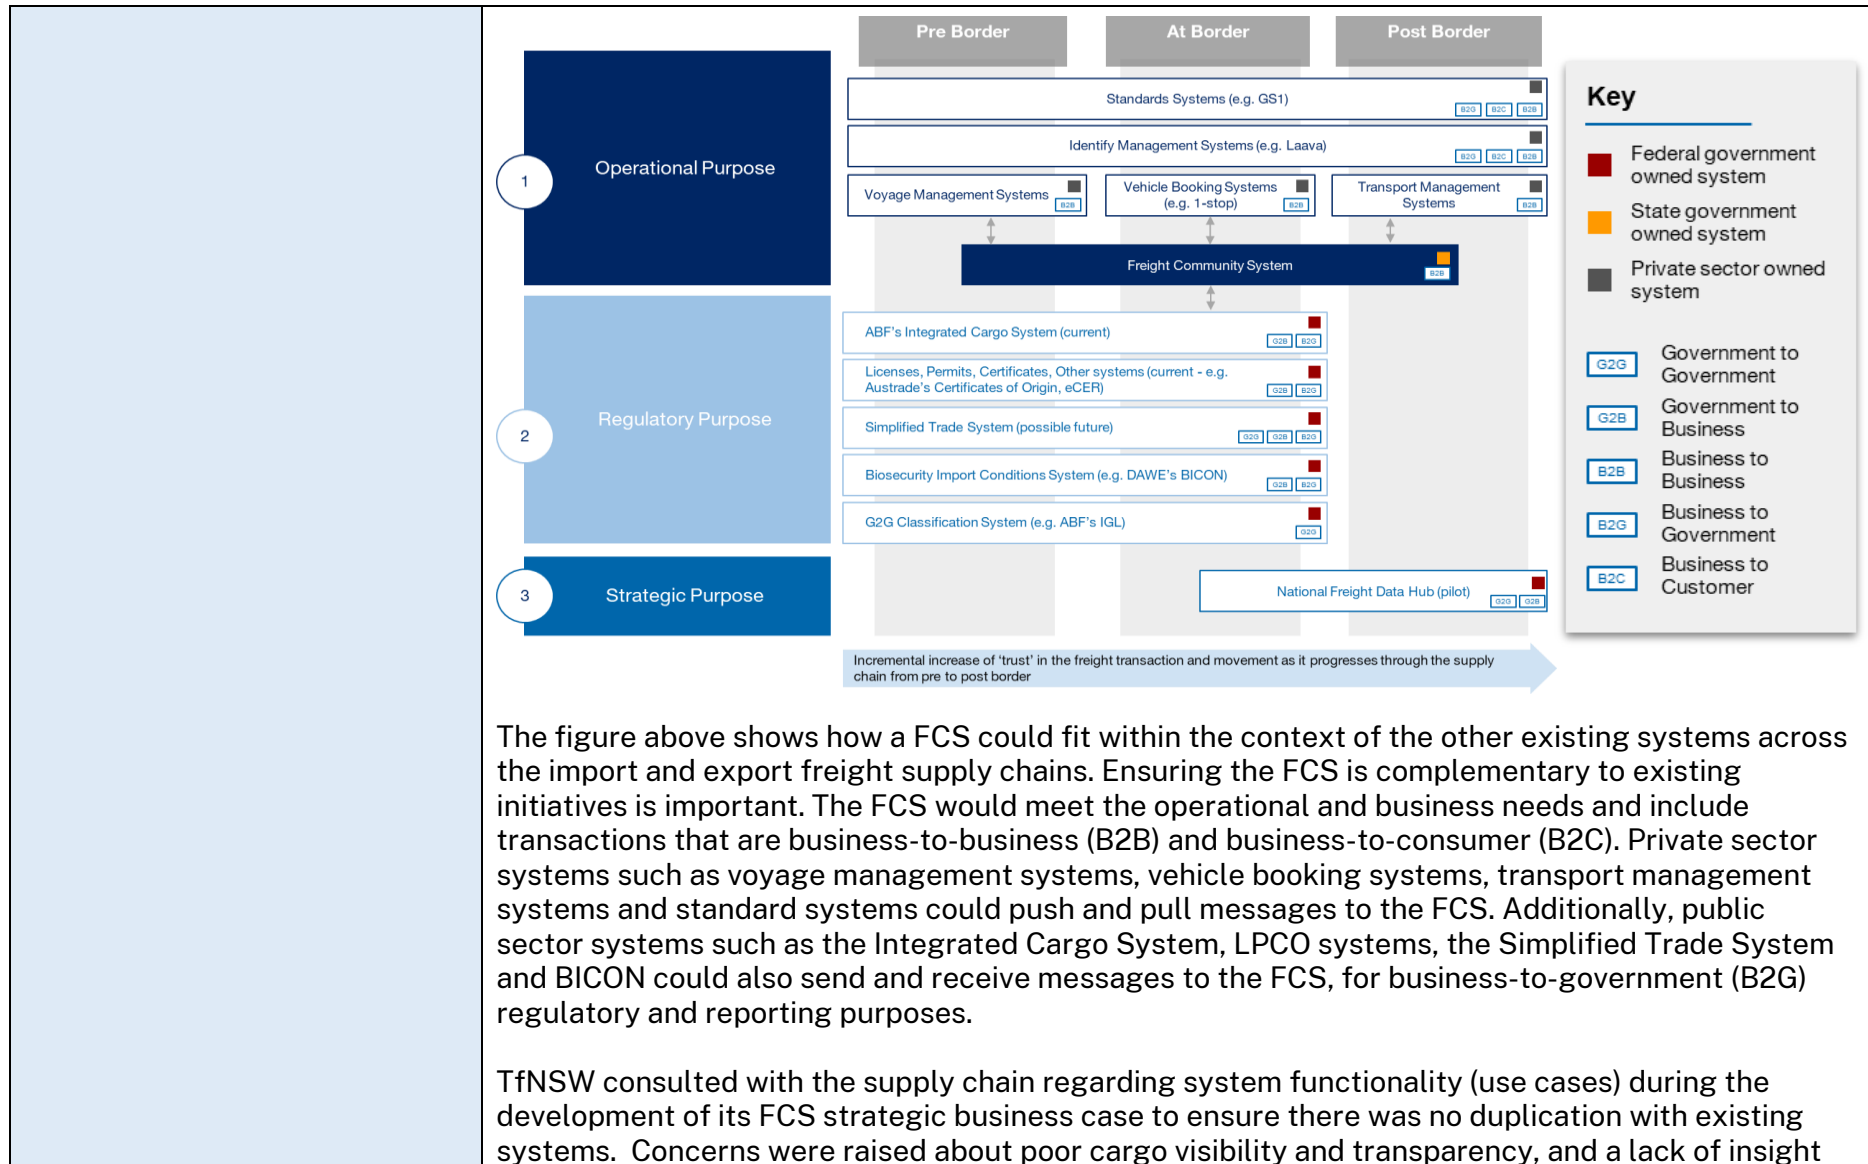 Pre Border
At Border
Post Border
1
Operational Purpose
Standards Systems (e.g. GS1)
B2G B2C B2B
Identify Management Systems (e.g. Laava)
B2G B2C B2B
Voyage Management Systems
B2B
Vehicle Booking Systems
(e.g. 1-stop)
B2B
Transport Management
Systems
B2B
Freight Community System
B2B
2
Regulatory Purpose
ABF's Integrated Cargo System (current)
G2B B2G
Licenses, Permits, Certificates, Other systems (current - e.g.
Austrade's Certificates of Origin, eCER)
G2B B2G
Simplified Trade System (possible future)
G2G G2B B2G
Biosecurity Import Conditions System (e.g. DAWE's BICON)
G2B B2G
G2G Classification System (e.g. ABF's IGL)
G2G
3
Strategic Purpose
National Freight Data Hub (pilot)
G2G G2B
Incremental increase of 'trust' in the freight transaction and movement as it progresses through the supply
chain from pre to post border
Key
Federal government
owned system
State government
owned system
Private sector owned
system
G2G
Government to
Government
G2B
Government to
Business
B2B
Business to
Business
B2G
Business to
Government
B2C
Business to
Customer
The figure above shows how a FCS could fit within the context of the other existing systems across
the import and export freight supply chains. Ensuring the FCS is complementary to existing
initiatives is important. The FCS would meet the operational and business needs and include
transactions that are business-to-business (B2B) and business-to-consumer (B2C). Private sector
systems such as voyage management systems, vehicle booking systems, transport management
systems and standard systems could push and pull messages to the FCS. Additionally, public
sector systems such as the Integrated Cargo System, LPCO systems, the Simplified Trade System
and BICON could also send and receive messages to the FCS, for business-to-government (B2G)
regulatory and reporting purposes.
TfNSW consulted with the supply chain regarding system functionality (use cases) during the
development of its FCS strategic business case to ensure there was no duplication with existing
systems.  Concerns were raised about poor cargo visibility and transparency, and a lack of insight